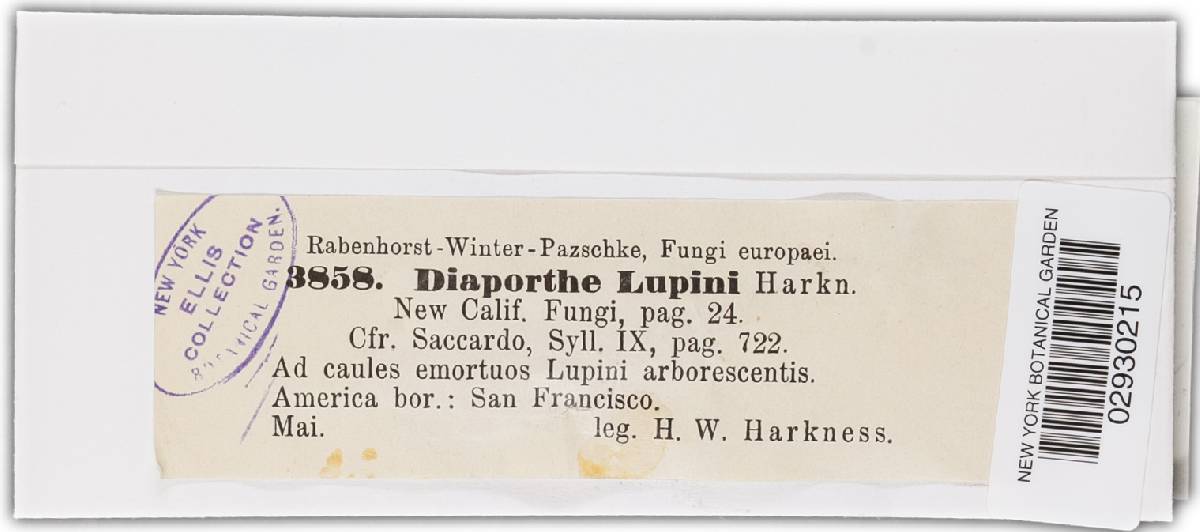 Rabenhorst-Winter-Pazschke, Fungi europaei.
3858. Diaporthe Lupini Harkn.
New Calif. Fungi, pag. 24.
Cfr. Saccardo, Syll. IX, pag. 722.
Ad caules emortuos Lupini arborescentis.
America bor.: San Francisco.
Mai. leg. H. W. Harkness.
NEW YORK
ELLIS
COLLECTION
BOTANICAL GARDEN.
NEW YORK BOTANICAL GARDEN
02930215